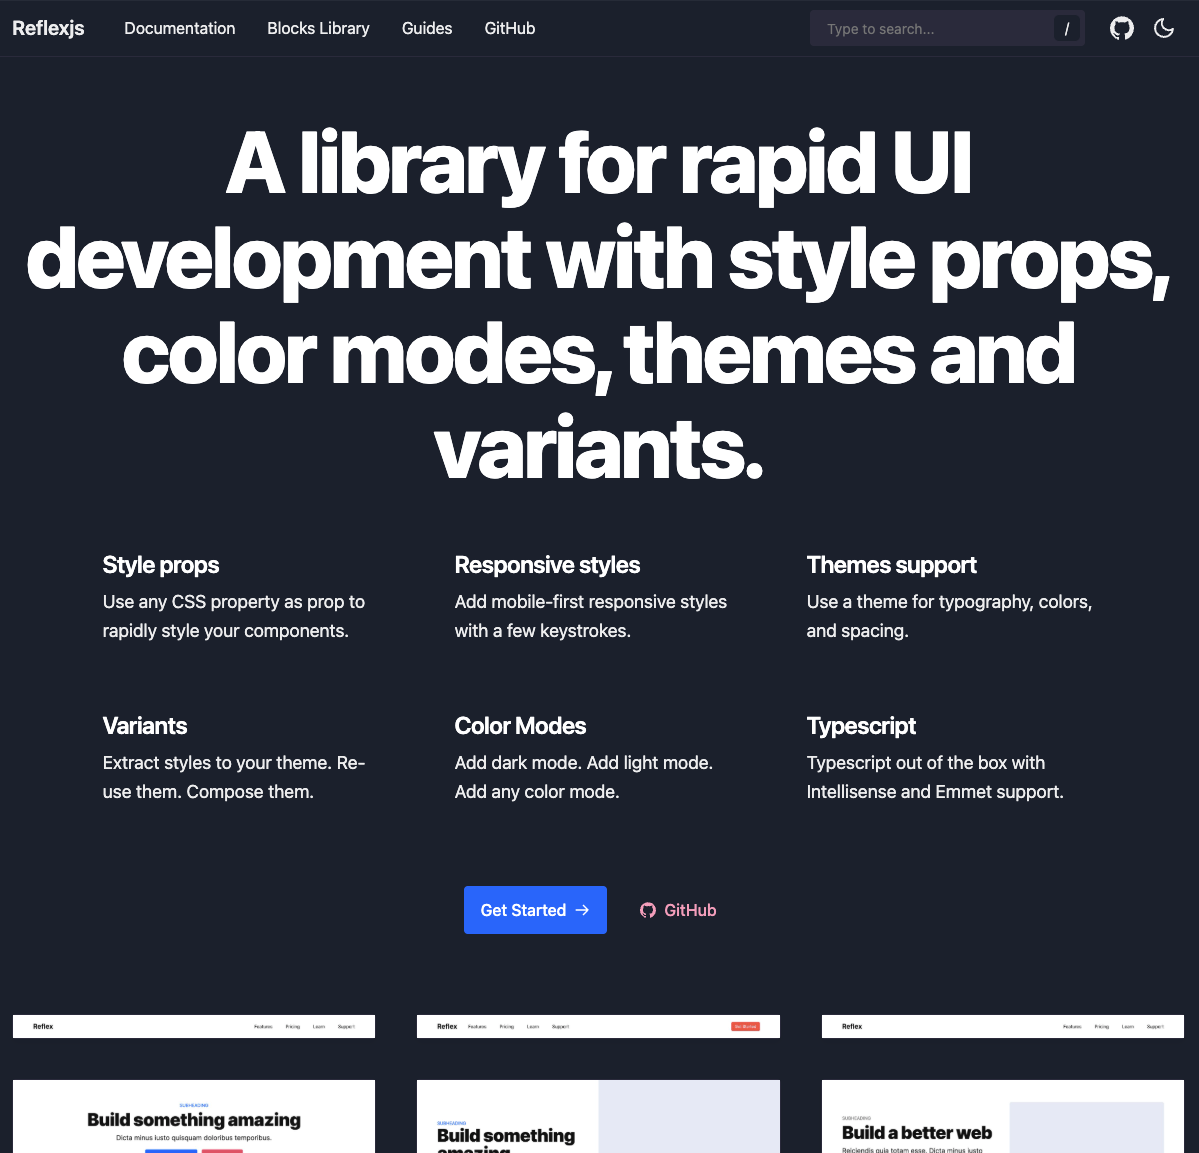 Reflexjs Documentation Blocks Library Guides GitHub Type to search... /
A library for rapid UI
development with style props,
color modes, themes and
variants.
Style props
Use any CSS property as prop to
rapidly style your components.
Responsive styles
Add mobile-first responsive styles
with a few keystrokes.
Themes support
Use a theme for typography, colors,
and spacing.
Variants
Extract styles to your theme. Re-
use them. Compose them.
Color Modes
Add dark mode. Add light mode.
Add any color mode.
Typescript
Typescript out of the box with
Intellisense and Emmet support.
Get Started → GitHub
Reflex Features Pricing Learn Support
Reflex Features Pricing Learn Support Get Started
Reflex Features Pricing Learn Support
SUBHEADING
Build something amazing
Dicta minus iusto quisquam doloribus temporibus.
SUBHEADING
Build something
amazing
SUBHEADING
Build a better web
Reiciendis quia totam esse. Dicta minus iusto